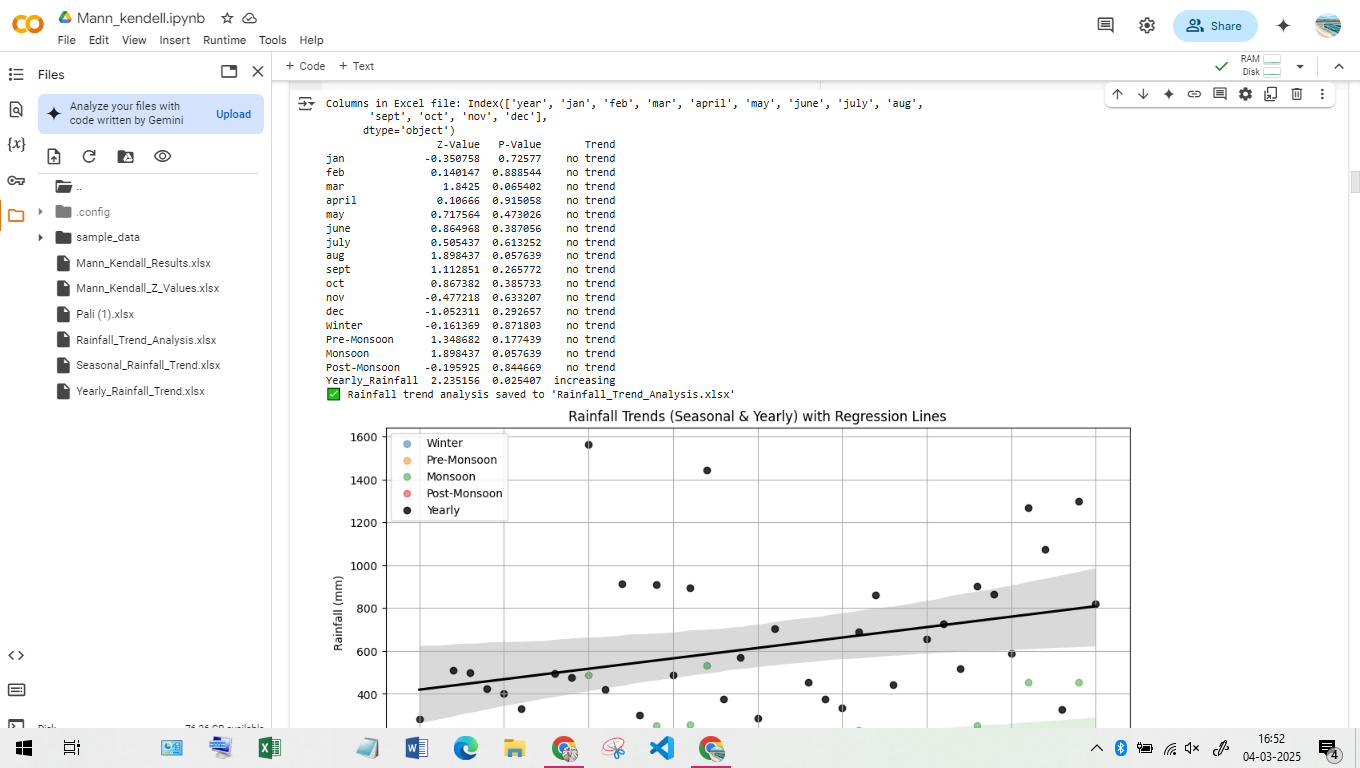 Mann_kendell.ipynb
File Edit View Insert Runtime Tools Help
Share
Files
+ Code + Text
RAM
Disk
Analyze your files with
code written by Gemini
Upload
{x}
..
.config
sample_data
Mann_Kendall_Results.xlsx
Mann_Kendall_Z_Values.xlsx
Pali (1).xlsx
Rainfall_Trend_Analysis.xlsx
Seasonal_Rainfall_Trend.xlsx
Yearly_Rainfall_Trend.xlsx
Disk 76.26 GB available
Columns in Excel file: Index(['year', 'jan', 'feb', 'mar', 'april', 'may', 'june', 'july', 'aug',
'sept', 'oct', 'nov', 'dec'],
dtype='object')
Z-Value P-Value Trend
jan -0.350758 0.72577 no trend
feb 0.140147 0.888544 no trend
mar 1.8425 0.065402 no trend
april 0.10666 0.915058 no trend
may 0.717564 0.473026 no trend
june 0.864968 0.387056 no trend
july 0.505437 0.613252 no trend
aug 1.898437 0.057639 no trend
sept 1.112851 0.265772 no trend
oct 0.867382 0.385733 no trend
nov -0.477218 0.633207 no trend
dec -1.052311 0.292657 no trend
Winter -0.161369 0.871803 no trend
Pre-Monsoon 1.348682 0.177439 no trend
Monsoon 1.898437 0.057639 no trend
Post-Monsoon -0.195925 0.844669 no trend
Yearly_Rainfall 2.235156 0.025407 increasing
✅ Rainfall trend analysis saved to 'Rainfall_Trend_Analysis.xlsx'
Rainfall Trends (Seasonal & Yearly) with Regression Lines
Winter
Pre-Monsoon
Monsoon
Post-Monsoon
Yearly
1600
1400
1200
1000
800
600
400
Rainfall (mm)
16:52
04-03-2025
4